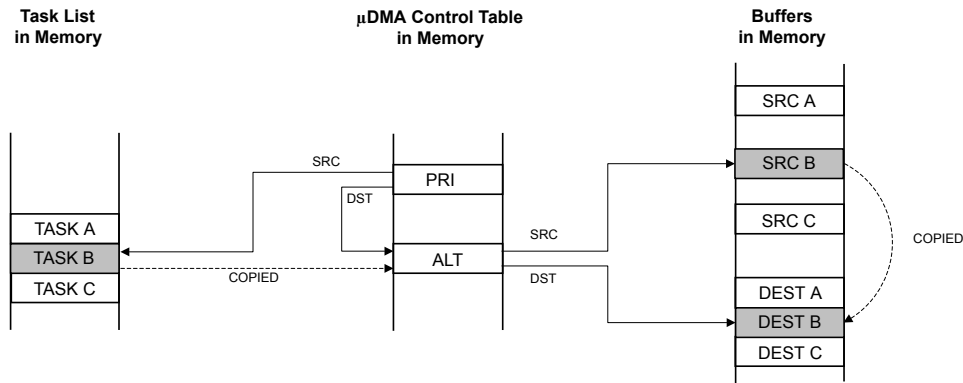 Task List
in Memory
µDMA Control Table
in Memory
Buffers
in Memory
SRC A
SRC B
SRC C
DEST A
DEST B
DEST C
SRC
PRI
DST
ALT
SRC
DST
TASK A
TASK B
TASK C
COPIED
COPIED